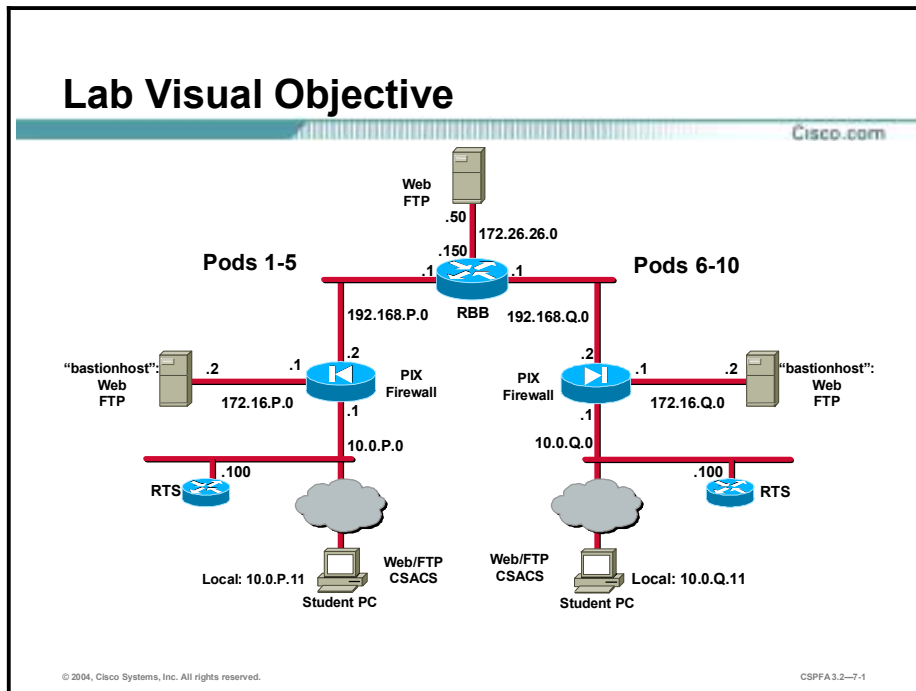 Lab Visual Objective
Cisco.com
Web
FTP
.50
172.26.26.0
.150
Pods 1-5
Pods 6-10
.1
.1
RBB
192.168.P.0
192.168.Q.0
“bastionhost”:
Web
FTP
.2
.1
.2
PIX
Firewall
172.16.P.0
.1
.2
PIX
Firewall
.1
.2
“bastionhost”:
Web
FTP
172.16.Q.0
.1
10.0.P.0
10.0.Q.0
.100
RTS
.100
RTS
Local: 10.0.P.11
Web/FTP
CSACS
Student PC
Web/FTP
CSACS
Local: 10.0.Q.11
Student PC
© 2004, Cisco Systems, Inc. All rights reserved.
CSPFA 3.2—7-1